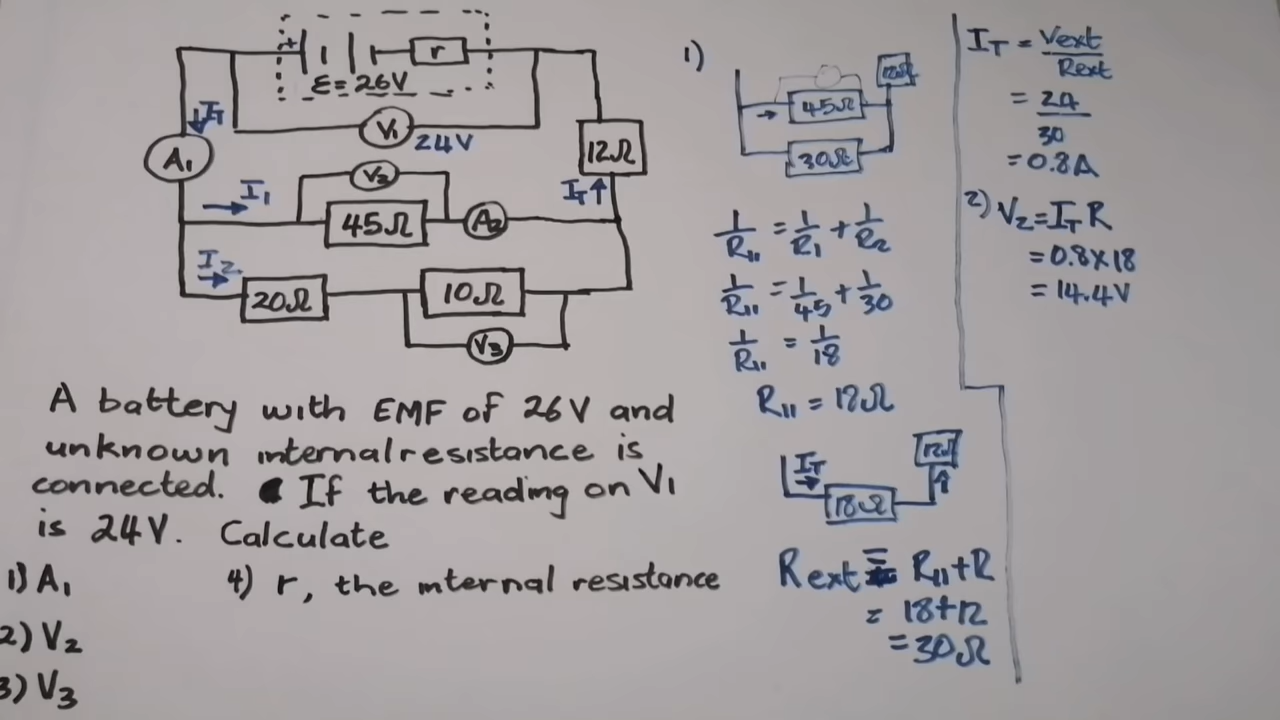 +
r
ε = 26V
V1
24V
IT
A1
12Ω
V2
I1
IT
45Ω
A2
I2
20Ω
10Ω
V3
A battery with EMF of 26V and
unknown internal resistance is
connected. If the reading on V1
is 24V. Calculate
1) A1
4) r, the internal resistance
2) V2
3) V3
1)
12Ω
45Ω
30Ω
1/R11 = 1/R1 + 1/R2
1/R11 = 1/45 + 1/30
1/R11 = 1/18
R11 = 18Ω
IT
12Ω
18Ω
Rext = R11+R
= 18+12
= 30Ω
IT = Vext/Rext
= 24/30
= 0.8A
2) V2 = IT R
= 0.8×18
= 14.4V